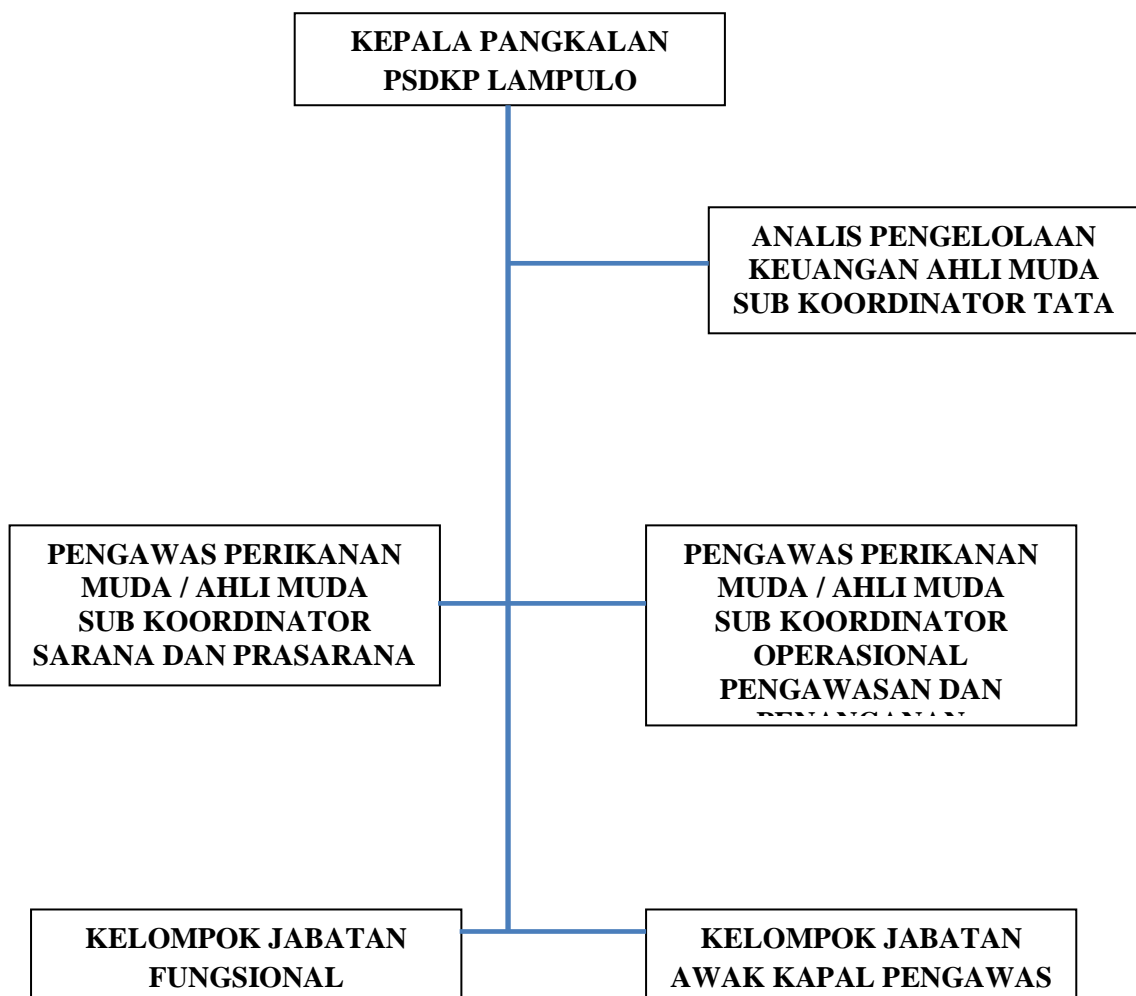 KEPALA PANGKALAN
PSDKP LAMPULO
ANALIS PENGELOLAAN
KEUANGAN AHLI MUDA
SUB KOORDINATOR TATA
PENGAWAS PERIKANAN
MUDA / AHLI MUDA
SUB KOORDINATOR
SARANA DAN PRASARANA
PENGAWAS PERIKANAN
MUDA / AHLI MUDA
SUB KOORDINATOR
OPERASIONAL
PENGAWASAN DAN
PENANGANAN
KELOMPOK JABATAN
FUNGSIONAL
KELOMPOK JABATAN
AWAK KAPAL PENGAWAS